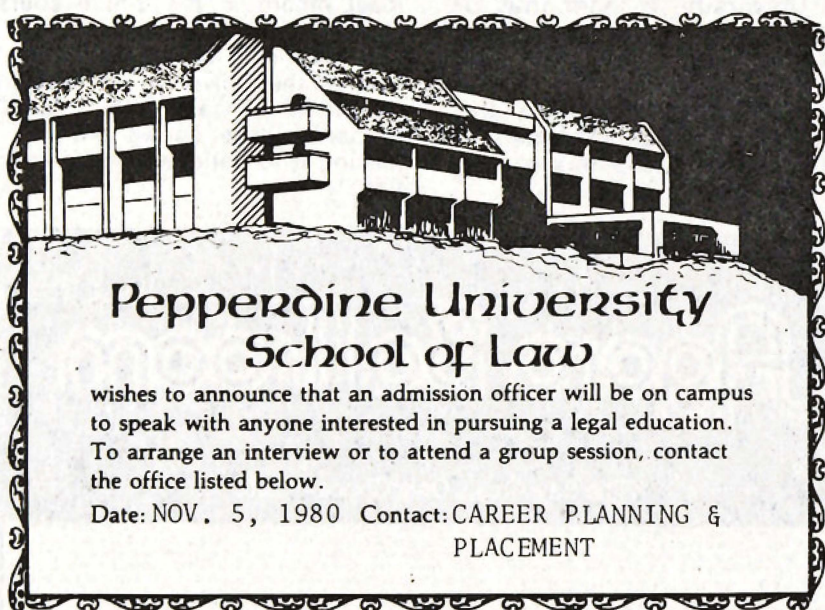 Pepperdine University
School of Law
wishes to announce that an admission officer will be on campus
to speak with anyone interested in pursuing a legal education.
To arrange an interview or to attend a group session, contact
the office listed below.
Date: NOV. 5, 1980 Contact: CAREER PLANNING &
PLACEMENT